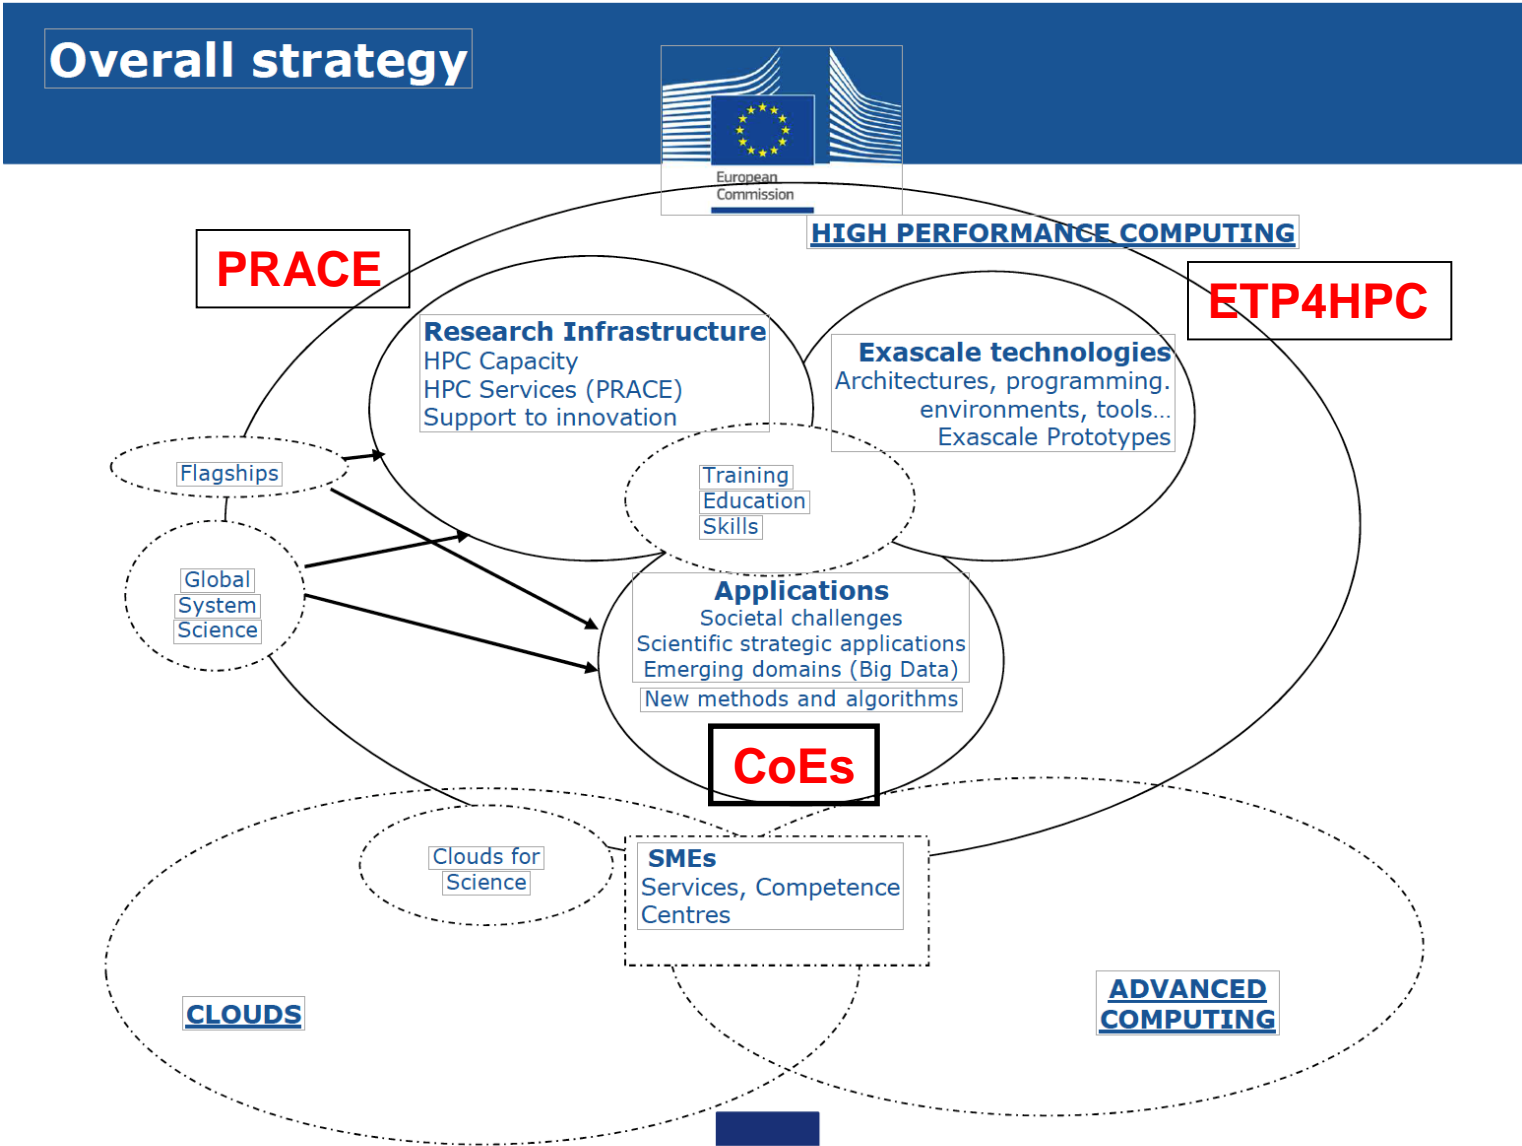 Overall strategy
European
Commission
HIGH PERFORMANCE COMPUTING
PRACE
ETP4HPC
Research Infrastructure
HPC Capacity
HPC Services (PRACE)
Support to innovation
Exascale technologies
Architectures, programming.
environments, tools...
Exascale Prototypes
Flagships
Training
Education
Skills
Global
System
Science
Applications
Societal challenges
Scientific strategic applications
Emerging domains (Big Data)
New methods and algorithms
CoEs
Clouds for
Science
SMEs
Services, Competence
Centres
CLOUDS
ADVANCED
COMPUTING